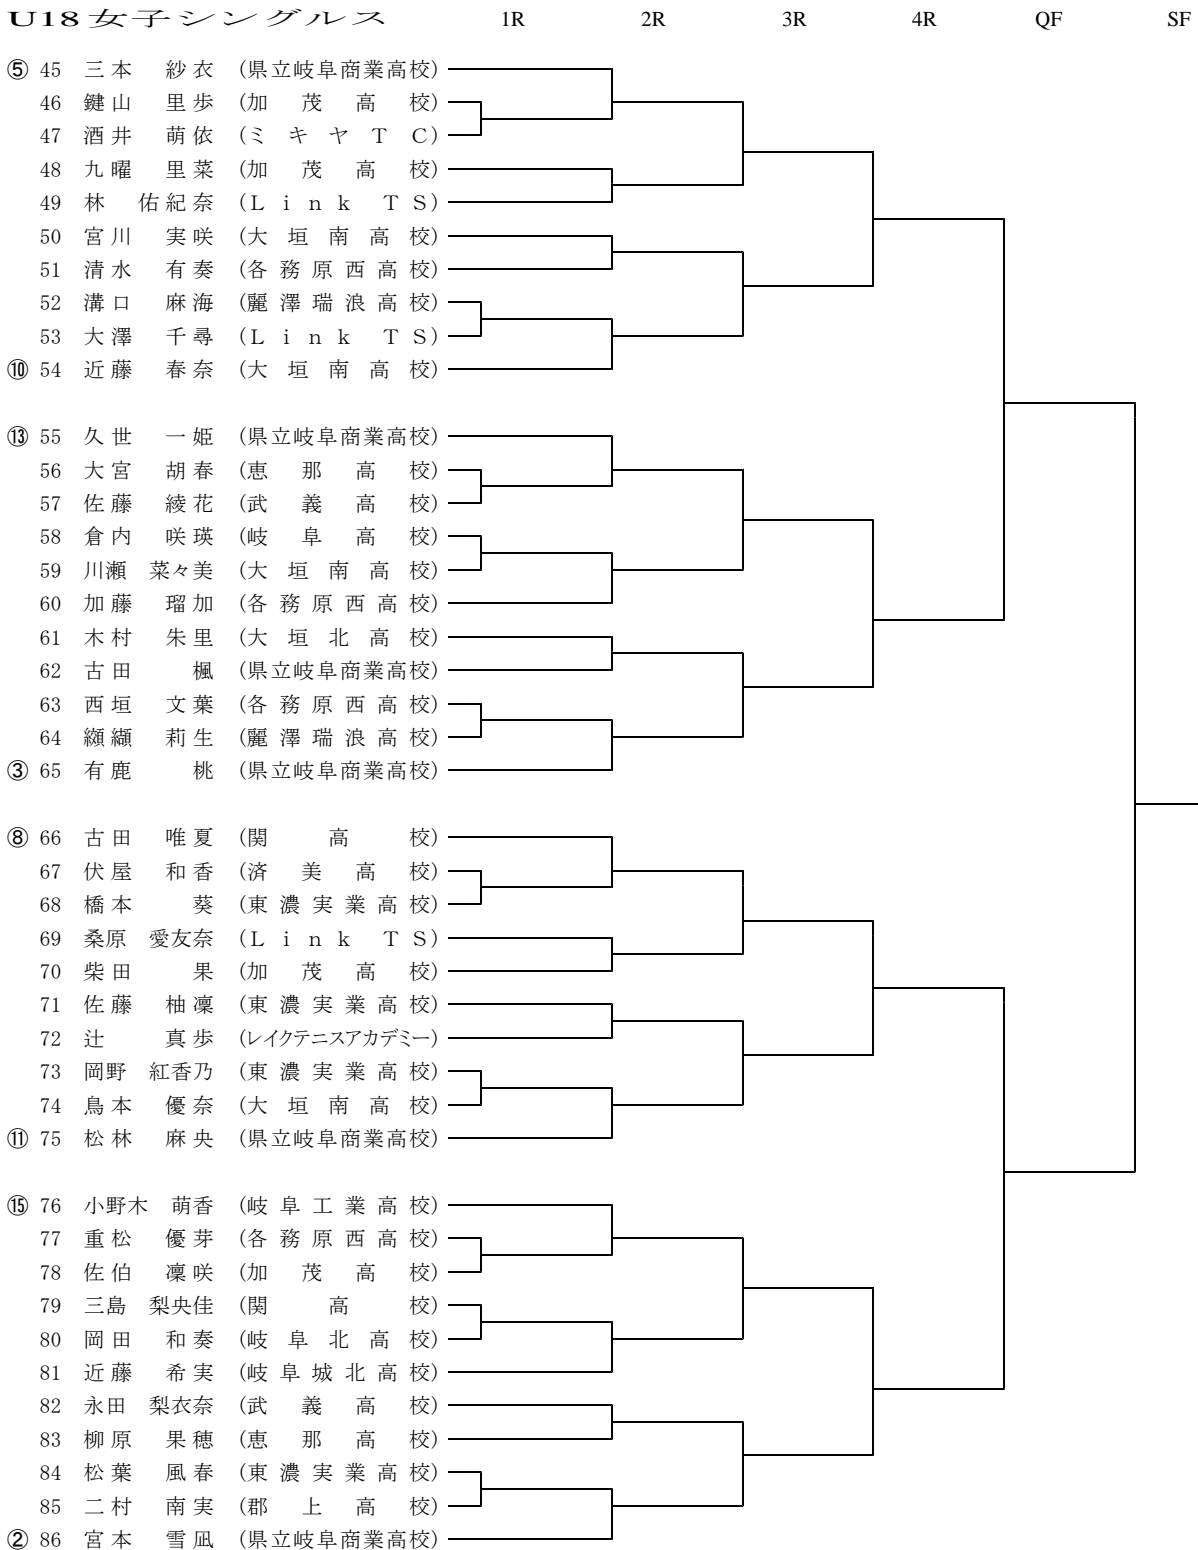 U18女子シングルス 1R 2R 3R 4R QF SF
⑤ 45 三本 紗衣 (県立岐阜商業高校)
46 鍵山 里歩 (加茂高校)
47 酒井 萌依 (ミキヤTC)
48 九曜 里菜 (加茂高校)
49 林 佑紀奈 (Link TS)
50 宮川 実咲 (大垣南高校)
51 清水 有奏 (各務原西高校)
52 溝口 麻海 (麗澤瑞浪高校)
53 大澤 千尋 (Link TS)
⑩ 54 近藤 春奈 (大垣南高校)
⑬ 55 久世 一姫 (県立岐阜商業高校)
56 大宮 胡春 (恵那高校)
57 佐藤 綾花 (武義高校)
58 倉内 咲瑛 (岐阜高校)
59 川瀬 菜々美 (大垣南高校)
60 加藤 瑠加 (各務原西高校)
61 木村 朱里 (大垣北高校)
62 古田 楓 (県立岐阜商業高校)
63 西垣 文葉 (各務原西高校)
64 纐纈 莉生 (麗澤瑞浪高校)
③ 65 有鹿 桃 (県立岐阜商業高校)
⑧ 66 古田 唯夏 (関高校)
67 伏屋 和香 (済美高校)
68 橋本 葵 (東濃実業高校)
69 桑原 愛友奈 (Link TS)
70 柴田 果 (加茂高校)
71 佐藤 柚凜 (東濃実業高校)
72 辻 真歩 (レイクテニスアカデミー)
73 岡野 紅香乃 (東濃実業高校)
74 鳥本 優奈 (大垣南高校)
⑪ 75 松林 麻央 (県立岐阜商業高校)
⑮ 76 小野木 萌香 (岐阜工業高校)
77 重松 優芽 (各務原西高校)
78 佐伯 凜咲 (加茂高校)
79 三島 梨央佳 (関高校)
80 岡田 和奏 (岐阜北高校)
81 近藤 希実 (岐阜城北高校)
82 永田 梨衣奈 (武義高校)
83 柳原 果穂 (恵那高校)
84 松葉 風春 (東濃実業高校)
85 二村 南実 (郡上高校)
② 86 宮本 雪凪 (県立岐阜商業高校)